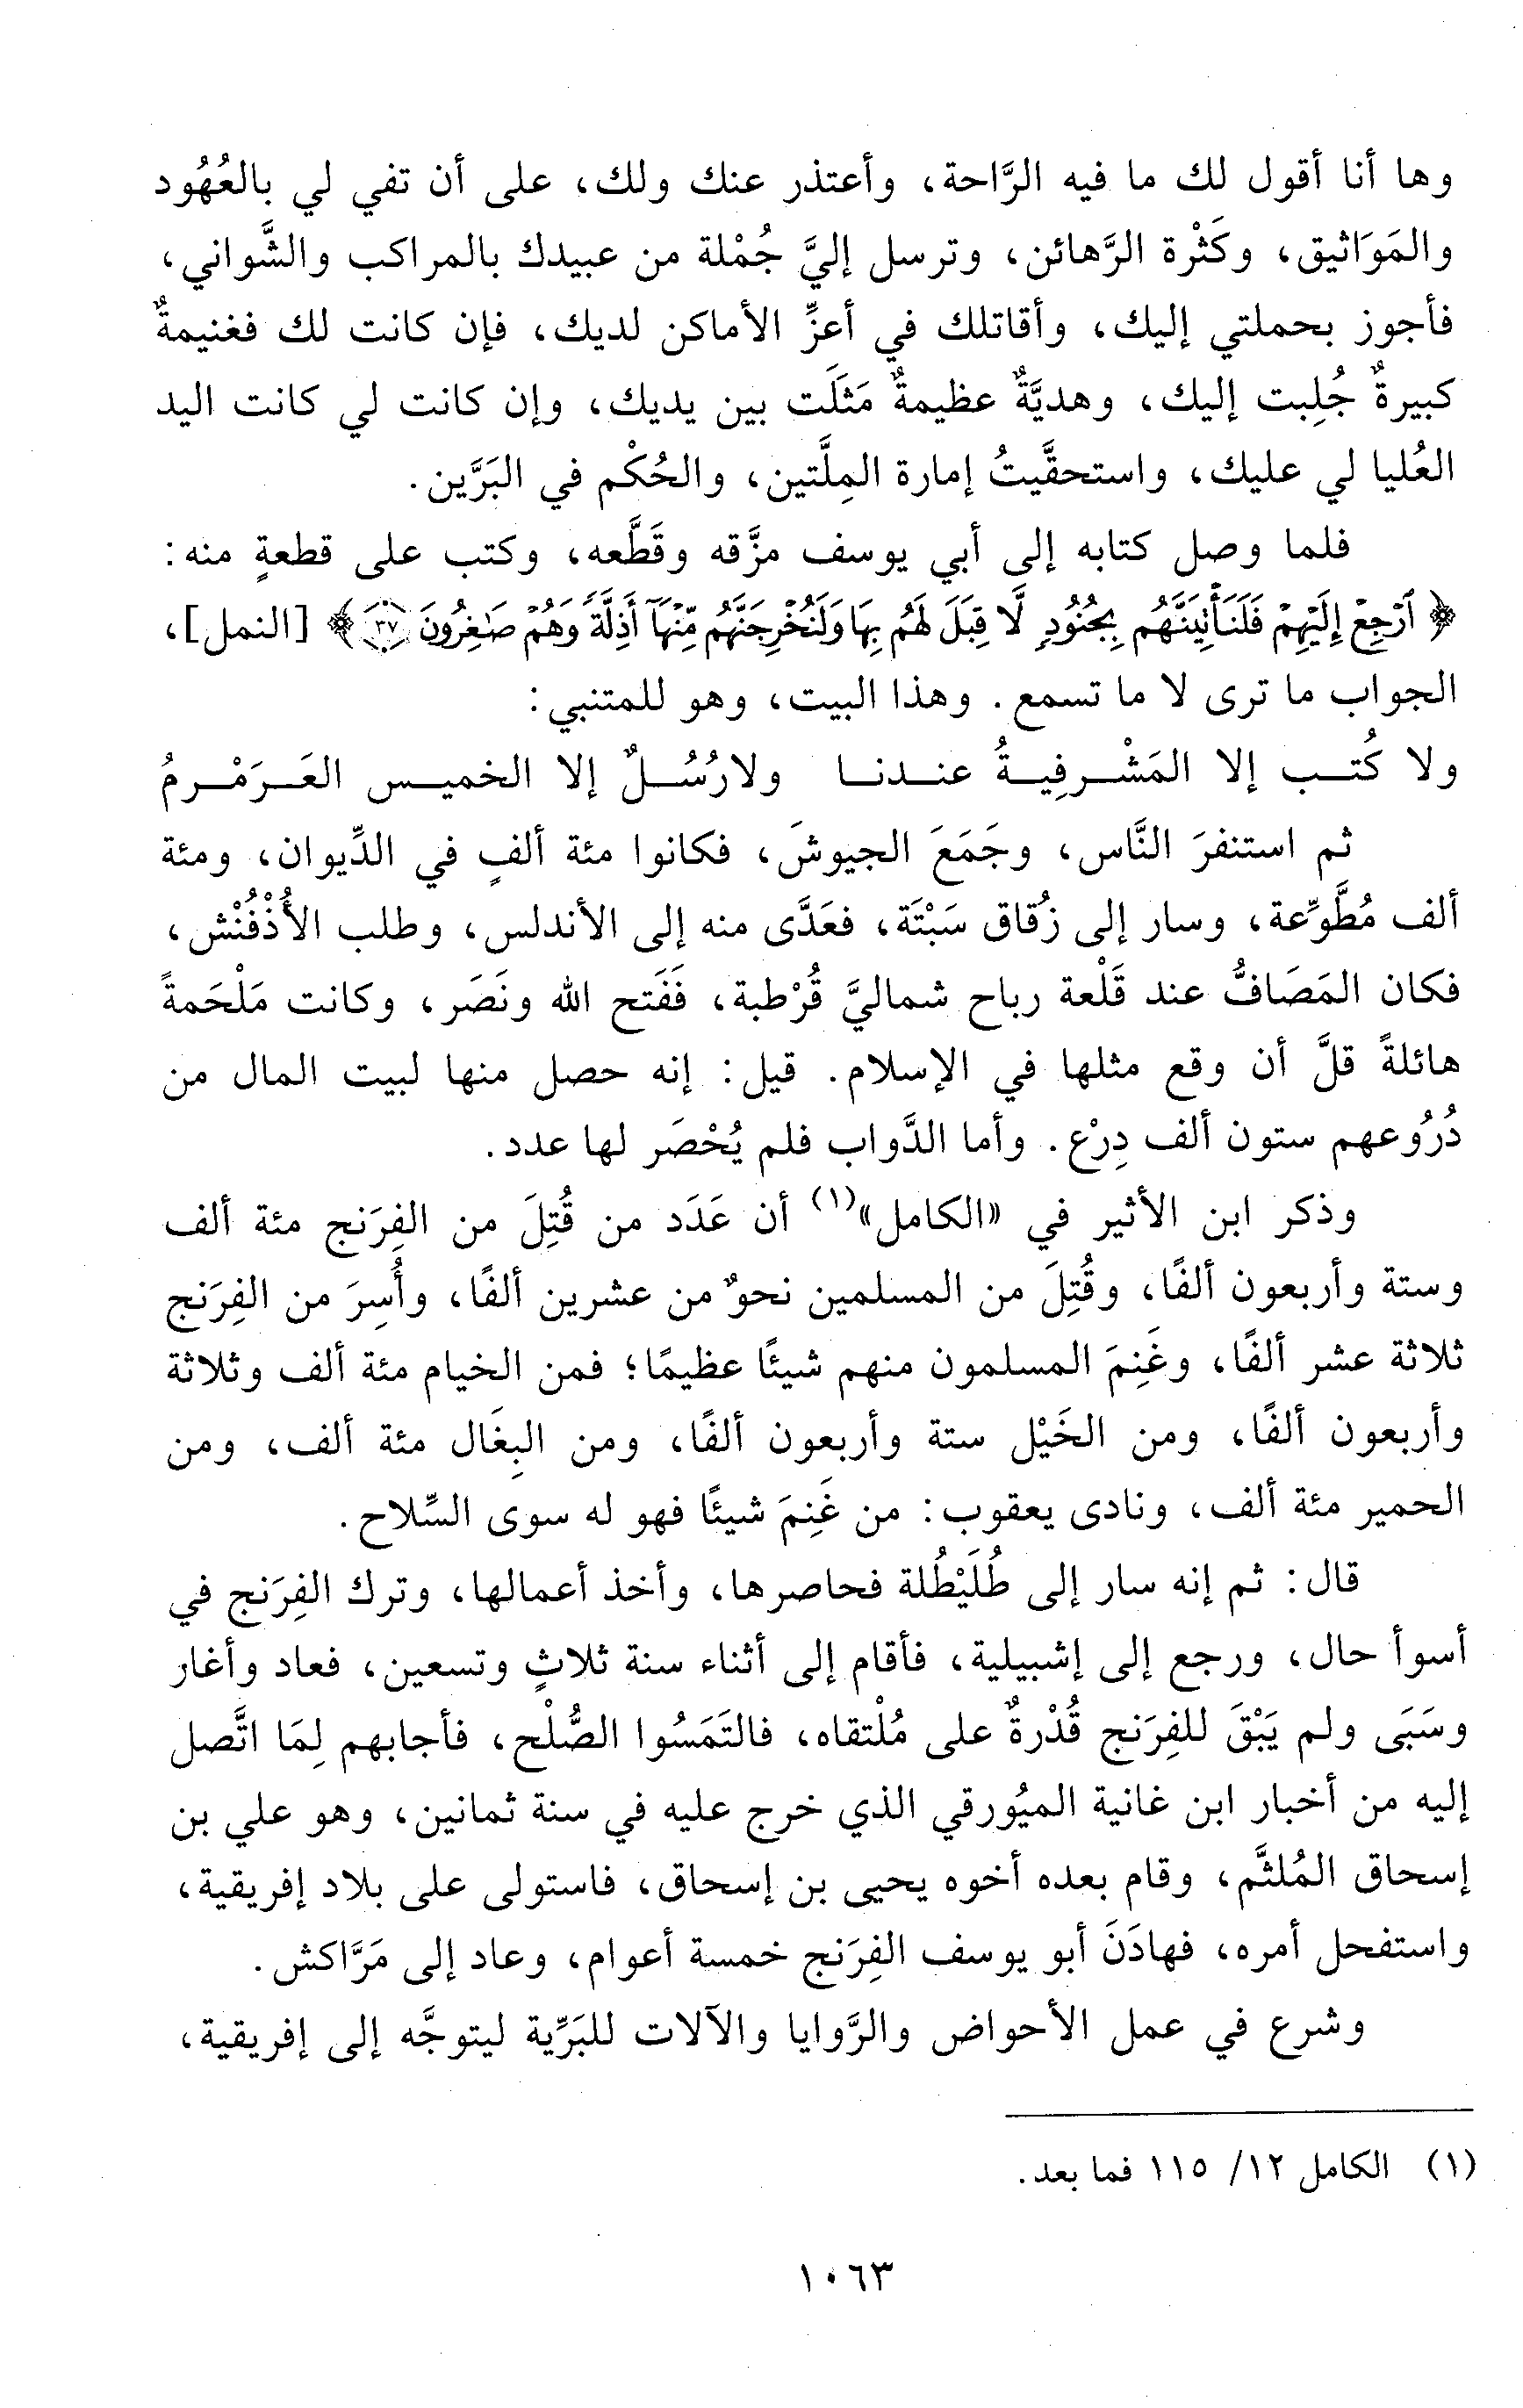 وها أنا أقول لك ما فيه الرَّاحة، وأعتذر عنك ولك، على أن تفي لي بالعُهُود
والمَوَاثيق، وكَثْرة الرَّهائن، وترسل إليَّ جُمْلة من عبيدك بالمراكب والشَّواني،
فأجوز بحملتي إليك، وأقاتلك في أعزِّ الأماكن لديك، فإن كانت لك فغنيمةٌ
كبيرةٌ جُلِبت إليك، وهديَّةٌ عظيمةٌ مَثَلَت بين يديك، وإن كانت لي كانت اليد
العُليا لي عليك، واستحقَّيتُ إمارة المِلَّتين، والحُكْم في البَرَّين.
فلما وصل كتابه إلى أبي يوسف مزَّقه وقَطَّعه، وكتب على قطعةٍ منه:
﴿ ٱرْجِعْ إِلَيْهِمْ فَلَنَأْتِيَنَّهُم بِجُنُودٍ لَّا قِبَلَ لَهُم بِهَا وَلَنُخْرِجَنَّهُم مِّنْهَآ أَذِلَّةً وَهُمْ صَٰغِرُونَ ٣٧ ﴾ [النمل]،
الجواب ما ترى لا ما تسمع. وهذا البيت، وهو للمتنبي:
ولا كُتب إلا المَشْرفِيةُ عندنا ولارُسُلٌ إلا الخميس العَرَمْرمُ
ثم استنفرَ النَّاس، وجَمَعَ الجيوشَ، فكانوا مئة ألفٍ في الدِّيوان، ومئة
ألف مُطَّوِّعة، وسار إلى زُقاق سَبْتَة، فعَدَّى منه إلى الأندلس، وطلب الأُذْفُنْش،
فكان المَصَافُّ عند قَلْعة رباح شماليَّ قُرْطبة، فَفَتح الله ونَصَر، وكانت مَلْحَمةً
هائلةً قلَّ أن وقع مثلها في الإسلام. قيل: إنه حصل منها لبيت المال من
دُرُوعهم ستون ألف دِرْع. وأما الدَّواب فلم يُحْصَر لها عدد.
وذكر ابن الأثير في «الكامل»(١) أن عَدَد من قُتِلَ من الفِرَنج مئة ألف
وستة وأربعون ألفًا، وقُتِلَ من المسلمين نحوٌ من عشرين ألفًا، وأُسِرَ من الفِرَنج
ثلاثة عشر ألفًا، وغَنِمَ المسلمون منهم شيئًا عظيمًا؛ فمن الخيام مئة ألف وثلاثة
وأربعون ألفًا، ومن الخَيْل ستة وأربعون ألفًا، ومن البِغَال مئة ألف، ومن
الحمير مئة ألف، ونادى يعقوب: من غَنِمَ شيئًا فهو له سوى السِّلاح.
قال: ثم إنه سار إلى طُلَيْطُلة فحاصرها، وأخذ أعمالها، وترك الفِرَنج في
أسوأ حال، ورجع إلى إشبيلية، فأقام إلى أثناء سنة ثلاثٍ وتسعين، فعاد وأغار
وسَبَى ولم يَبْقَ للفِرَنج قُدْرةٌ على مُلْتقاه، فالتَمَسُوا الصُّلْح، فأجابهم لِمَا اتَّصل
إليه من أخبار ابن غانية الميُورقي الذي خرج عليه في سنة ثمانين، وهو علي بن
إسحاق المُلثَّم، وقام بعده أخوه يحيى بن إسحاق، فاستولى على بلاد إفريقية،
واستفحل أمره، فهادَنَ أبو يوسف الفِرَنج خمسة أعوام، وعاد إلى مَرَّاكش.
وشرع في عمل الأحواض والرَّوايا والآلات للبَرِّية ليتوجَّه إلى إفريقية،
(١) الكامل ١٢/ ١١٥ فما بعد.
١٠٦٣